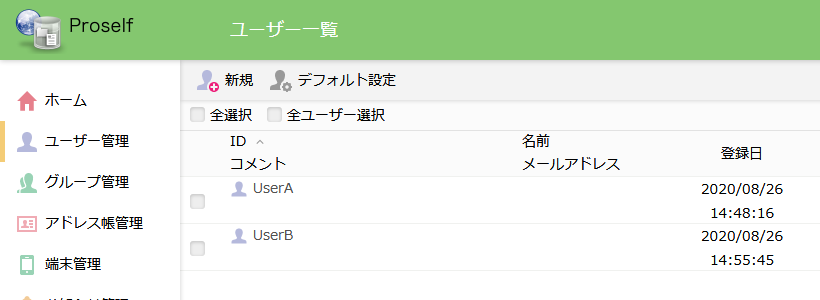 Proself
ユーザー一覧
新規 デフォルト設定
全選択 全ユーザー選択
ホーム
ユーザー管理
グループ管理
アドレス帳管理
端末管理
ID 名前 登録日
コメント メールアドレス
UserA 2020/08/26
14:48:16
UserB 2020/08/26
14:55:45